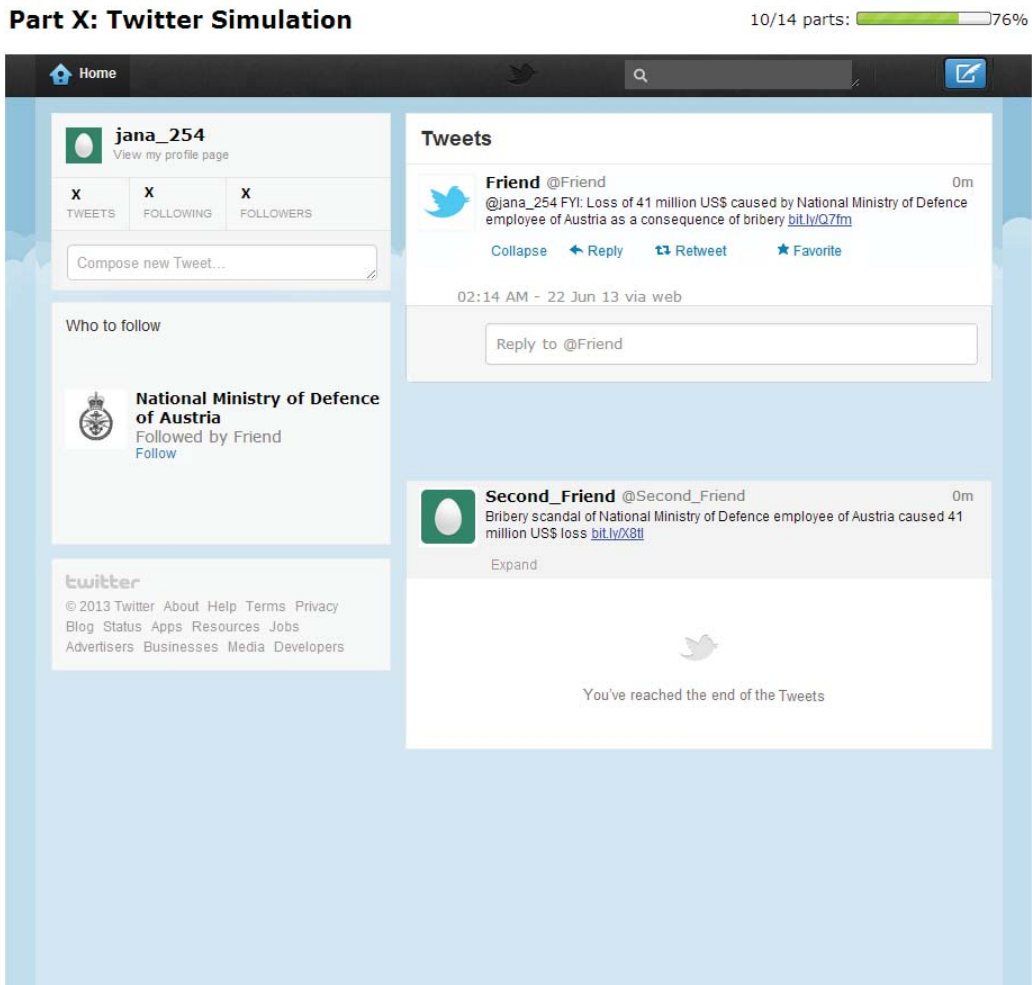 Part X: Twitter Simulation
10/14 parts: 76%
Home
jana_254
View my profile page
X X X
TWEETS FOLLOWING FOLLOWERS
Compose new Tweet...
Who to follow
National Ministry of Defence
of Austria
Followed by Friend
Follow
twitter
© 2013 Twitter About Help Terms Privacy
Blog Status Apps Resources Jobs
Advertisers Businesses Media Developers
Tweets
Friend @Friend 0m
@jana_254 FYI: Loss of 41 million US$ caused by National Ministry of Defence
employee of Austria as a consequence of bribery bit.ly/Q7fm
Collapse Reply Retweet Favorite
02:14 AM - 22 Jun 13 via web
Reply to @Friend
Second_Friend @Second_Friend 0m
Bribery scandal of National Ministry of Defence employee of Austria caused 41
million US$ loss bit.ly/X8tl
Expand
You've reached the end of the Tweets